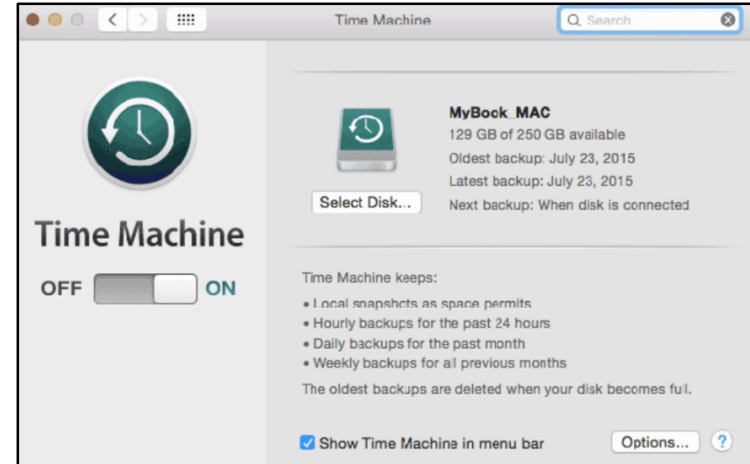 Time Machine
Search
MyBook_MAC
129 GB of 250 GB available
Oldest backup: July 23, 2015
Latest backup: July 23, 2015
Next backup: When disk is connected
Select Disk...
Time Machine
OFF ON
Time Machine keeps:
• Local snapshots as space permits
• Hourly backups for the past 24 hours
• Daily backups for the past month
• Weekly backups for all previous months
The oldest backups are deleted when your disk becomes full.
Show Time Machine in menu bar
Options... ?